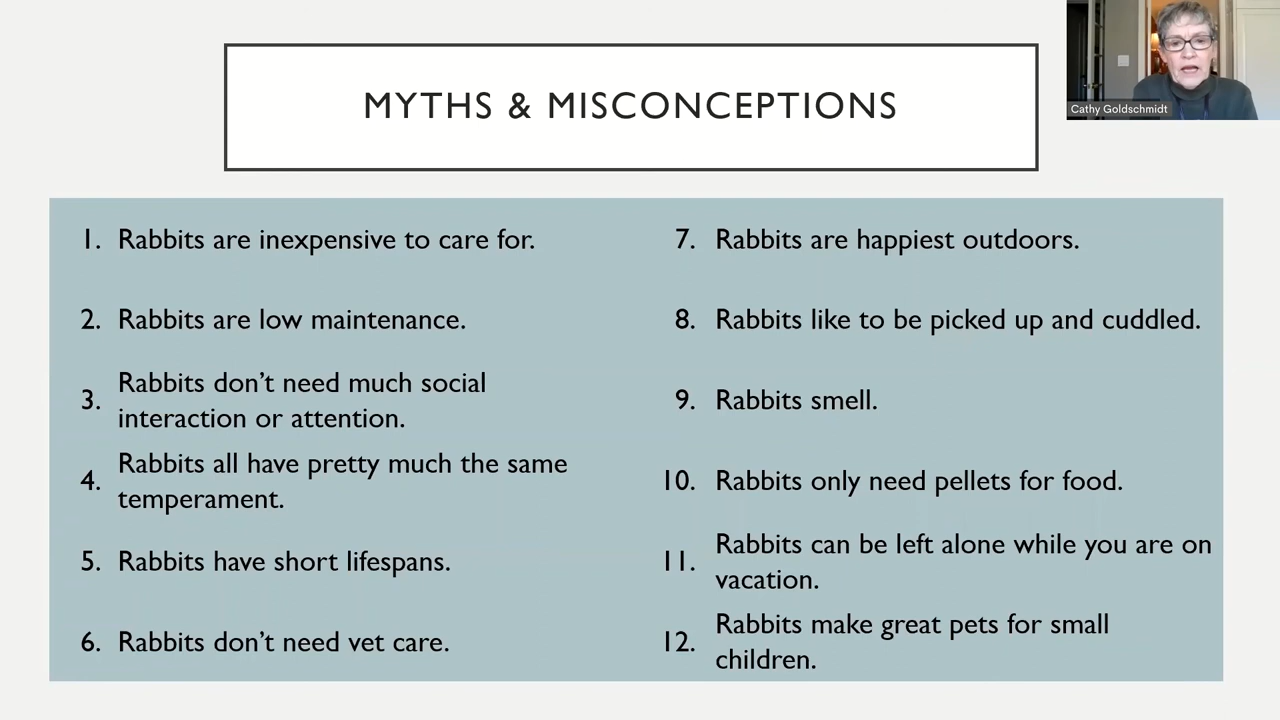 MYTHS & MISCONCEPTIONS
Cathy Goldschmidt
1. Rabbits are inexpensive to care for.
2. Rabbits are low maintenance.
3. Rabbits don’t need much social
interaction or attention.
4. Rabbits all have pretty much the same
temperament.
5. Rabbits have short lifespans.
6. Rabbits don’t need vet care.
7. Rabbits are happiest outdoors.
8. Rabbits like to be picked up and cuddled.
9. Rabbits smell.
10. Rabbits only need pellets for food.
11. Rabbits can be left alone while you are on
vacation.
12. Rabbits make great pets for small
children.